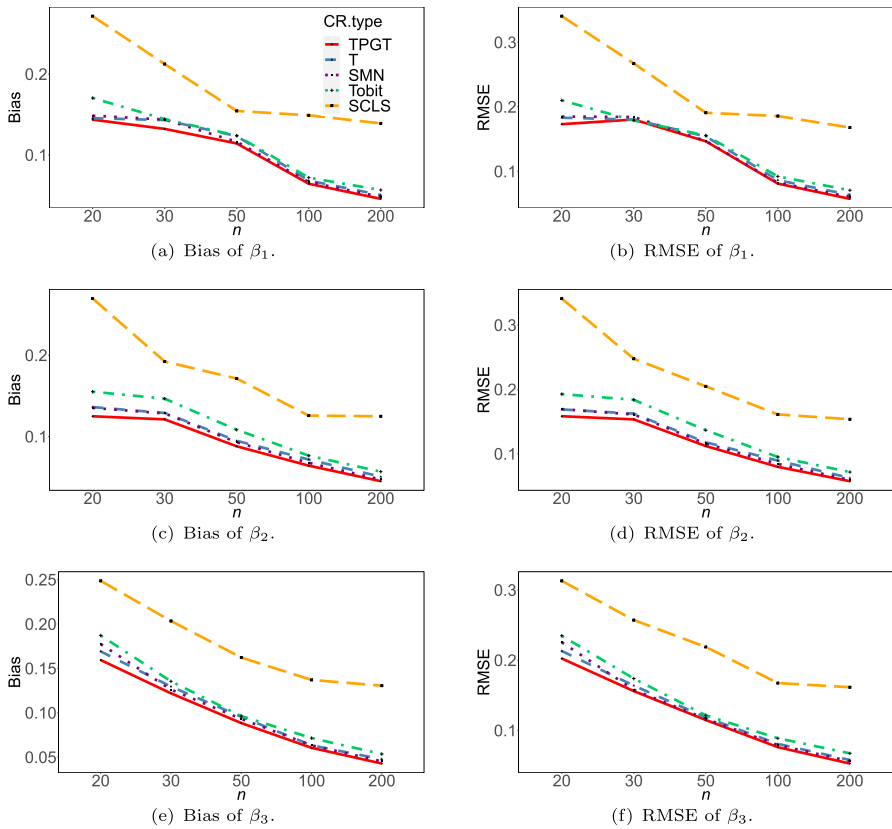 CR.type
TPGT
T
SMN
Tobit
SCLS
Bias
0.2
0.1
20 30 50 100 200
n
(a) Bias of β1.
RMSE
0.3
0.2
0.1
20 30 50 100 200
n
(b) RMSE of β1.
Bias
0.2
0.1
20 30 50 100 200
n
(c) Bias of β2.
RMSE
0.3
0.2
0.1
20 30 50 100 200
n
(d) RMSE of β2.
Bias
0.25
0.20
0.15
0.10
0.05
20 30 50 100 200
n
(e) Bias of β3.
RMSE
0.3
0.2
0.1
20 30 50 100 200
n
(f) RMSE of β3.